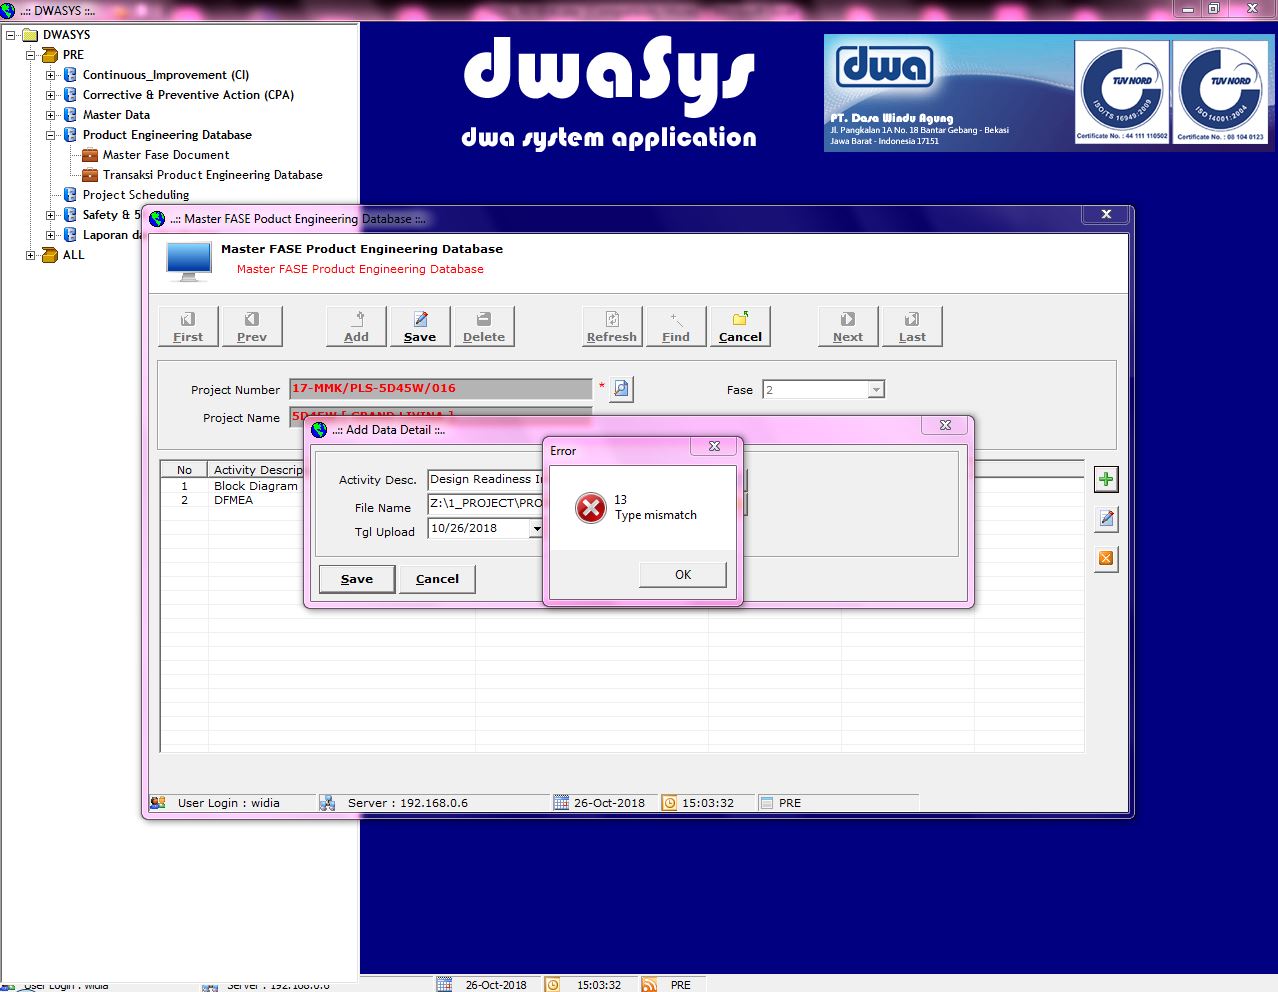 ..:: DWASYS ::..
DWASYS
PRE
Continuous_Improvement (CI)
Corrective & Preventive Action (CPA)
Master Data
Product Engineering Database
Master Fase Document
Transaksi Product Engineering Database
Project Scheduling
Safety & 5
Laporan da
ALL
dwaSys
dwa system application
dwa
PT. Dasa Windu Agung
Jl. Pangkalan 1A No. 18 Bantar Gebang - Bekasi
Jawa Barat - Indonesia 17151
TUV NORD
ISO/TS 16949:2009
Certificate No. : 44 111 110502
TUV NORD
ISO 14001:2004
Certificate No. : 08 104 0123
..:: Master FASE Poduct Engineering Database ::..
Master FASE Product Engineering Database
Master FASE Product Engineering Database
First
Prev
Add
Save
Delete
Refresh
Find
Cancel
Next
Last
Project Number 17-MMK/PLS-5D45W/016 *
Fase 2
Project Name 5D45W [ GRAND LIVINA ]
No Activity Descrip
1 Block Diagram
2 DFMEA
..:: Add Data Detail ::..
Activity Desc. Design Readiness In
File Name Z:\1_PROJECT\PRO
Tgl Upload 10/26/2018
Save
Cancel
Error
13
Type mismatch
OK
User Login : widia
Server : 192.168.0.6
26-Oct-2018
15:03:32
PRE
User Login : widia
Server : 192.168.0.6
26-Oct-2018
15:03:32
PRE